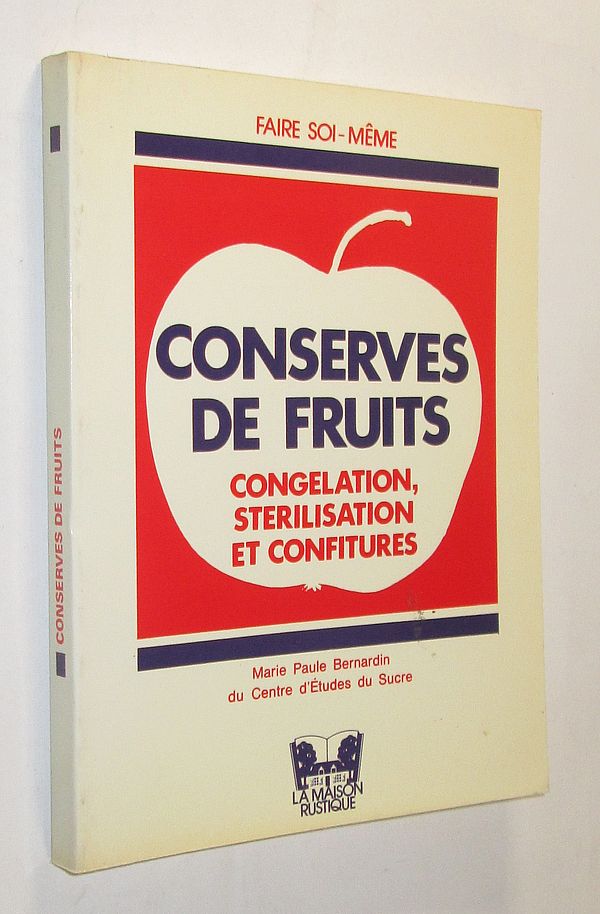 FAIRE SOI-MÊME
CONSERVES
DE FRUITS
CONGELATION,
STERILISATION
ET CONFITURES
Marie Paule Bernardin
du Centre d'Études du Sucre
LA MAISON
RUSTIQUE
CONSERVES DE FRUITS